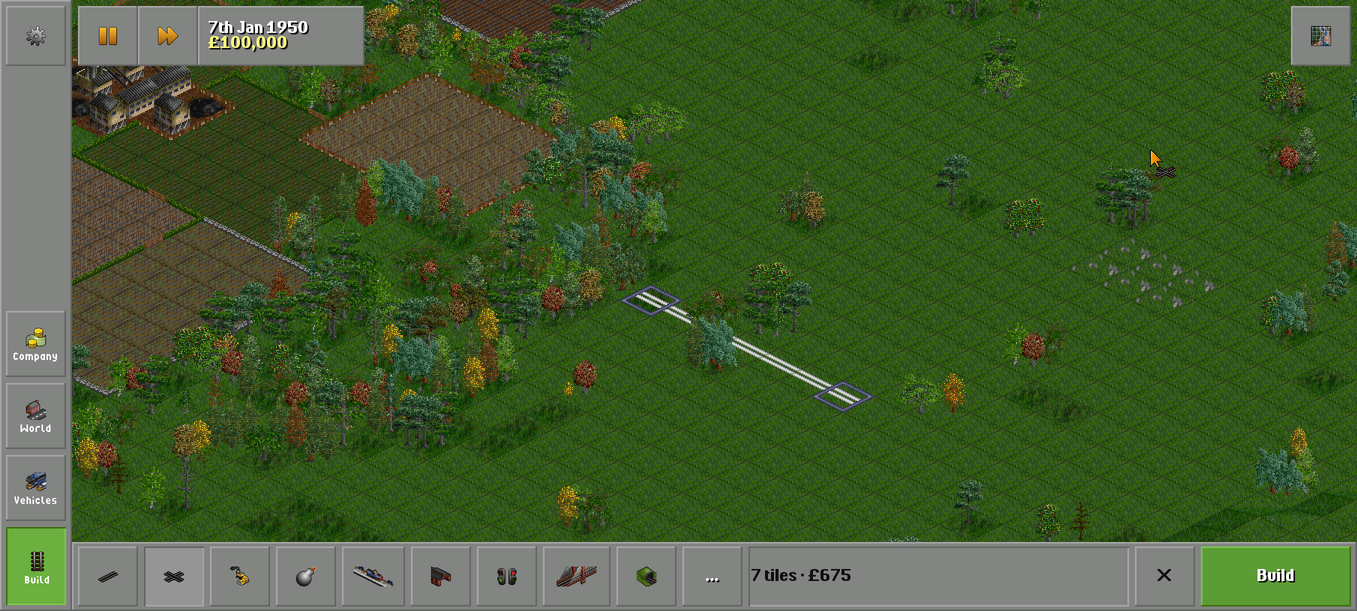 7th Jan 1950
£100,000
Company
World
Vehicles
Build
...
7 tiles · £675
Build